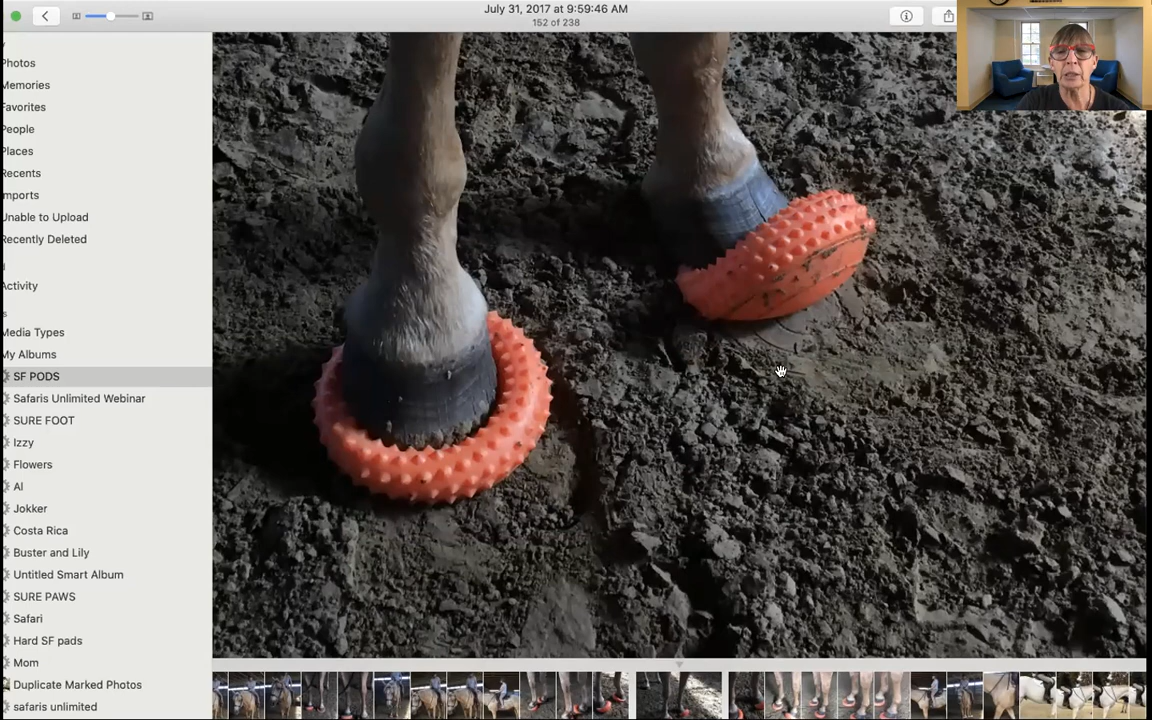 July 31, 2017 at 9:59:46 AM
152 of 238
Photos
Memories
Favorites
People
Places
Recents
mports
Unable to Upload
Recently Deleted
Activity
s
Media Types
My Albums
SF PODS
Safaris Unlimited Webinar
SURE FOOT
Izzy
Flowers
Al
Jokker
Costa Rica
Buster and Lily
Untitled Smart Album
SURE PAWS
Safari
Hard SF pads
Mom
Duplicate Marked Photos
safaris unlimited